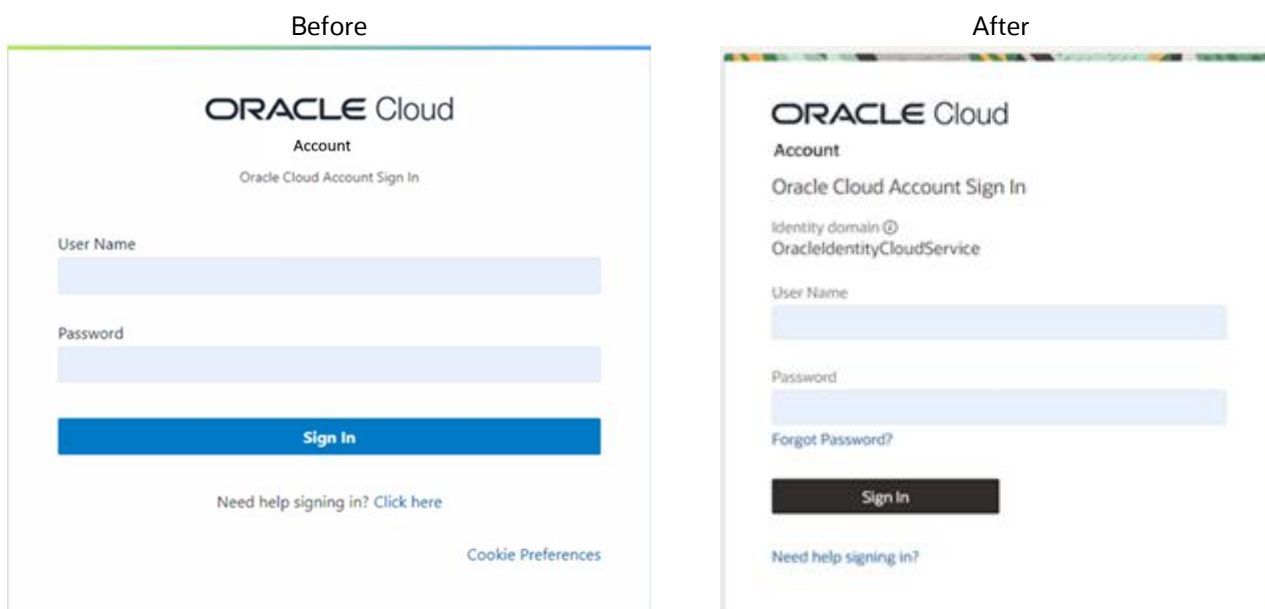 Before
ORACLE Cloud
Account
Oracle Cloud Account Sign In
User Name
Password
Sign In
Need help signing in? Click here
Cookie Preferences
After
ORACLE Cloud
Account
Oracle Cloud Account Sign In
Identity domain
OracleIdentityCloudService
User Name
Password
Forgot Password?
Sign In
Need help signing in?